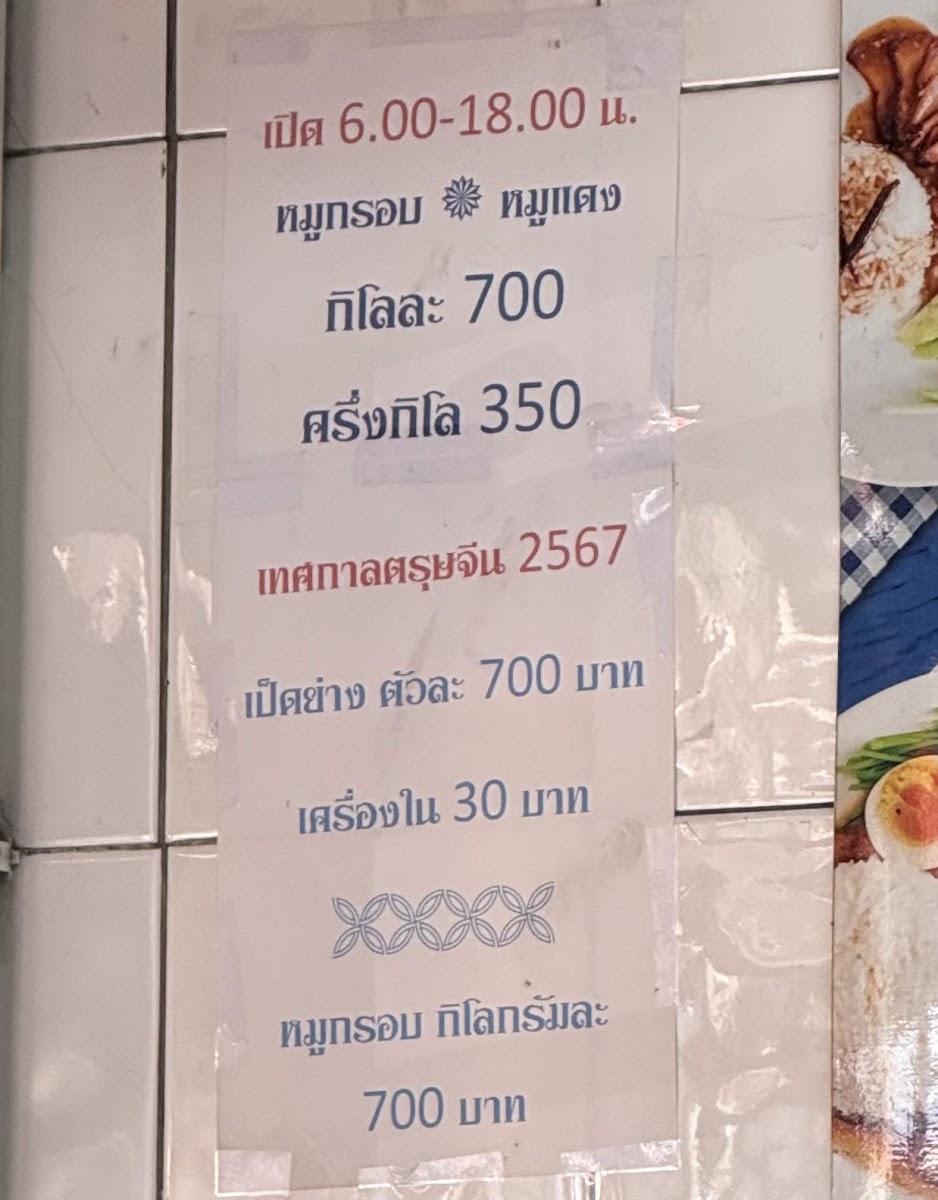 เปิด 6.00-18.00 น.
หมูกรอบ หมูแดง
กิโลละ 700
ครึ่งกิโล 350
เทศกาลตรุษจีน 2567
เป็ดย่าง ตัวละ 700 บาท
เครื่องใน 30 บาท
หมูกรอบ กิโลกรัมละ
700 บาท